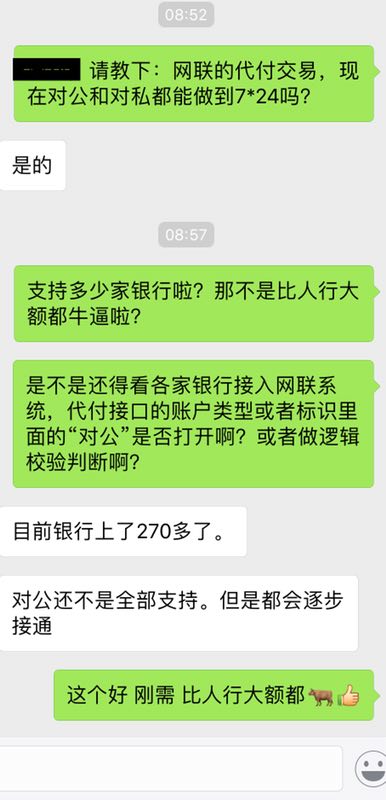 08:52
请教下：网联的代付交易，现
在对公和对私都能做到7*24吗？
是的
08:57
支持多少家银行啦？那不是比人行大
额都牛逼啦？
是不是还得看各家银行接入网联系
统，代付接口的账户类型或者标识里
面的“对公”是否打开啊？或者做逻辑
校验判断啊？
目前银行上了270多了。
对公还不是全部支持。但是都会逐步
接通
这个好 刚需 比人行大额都🐂👍